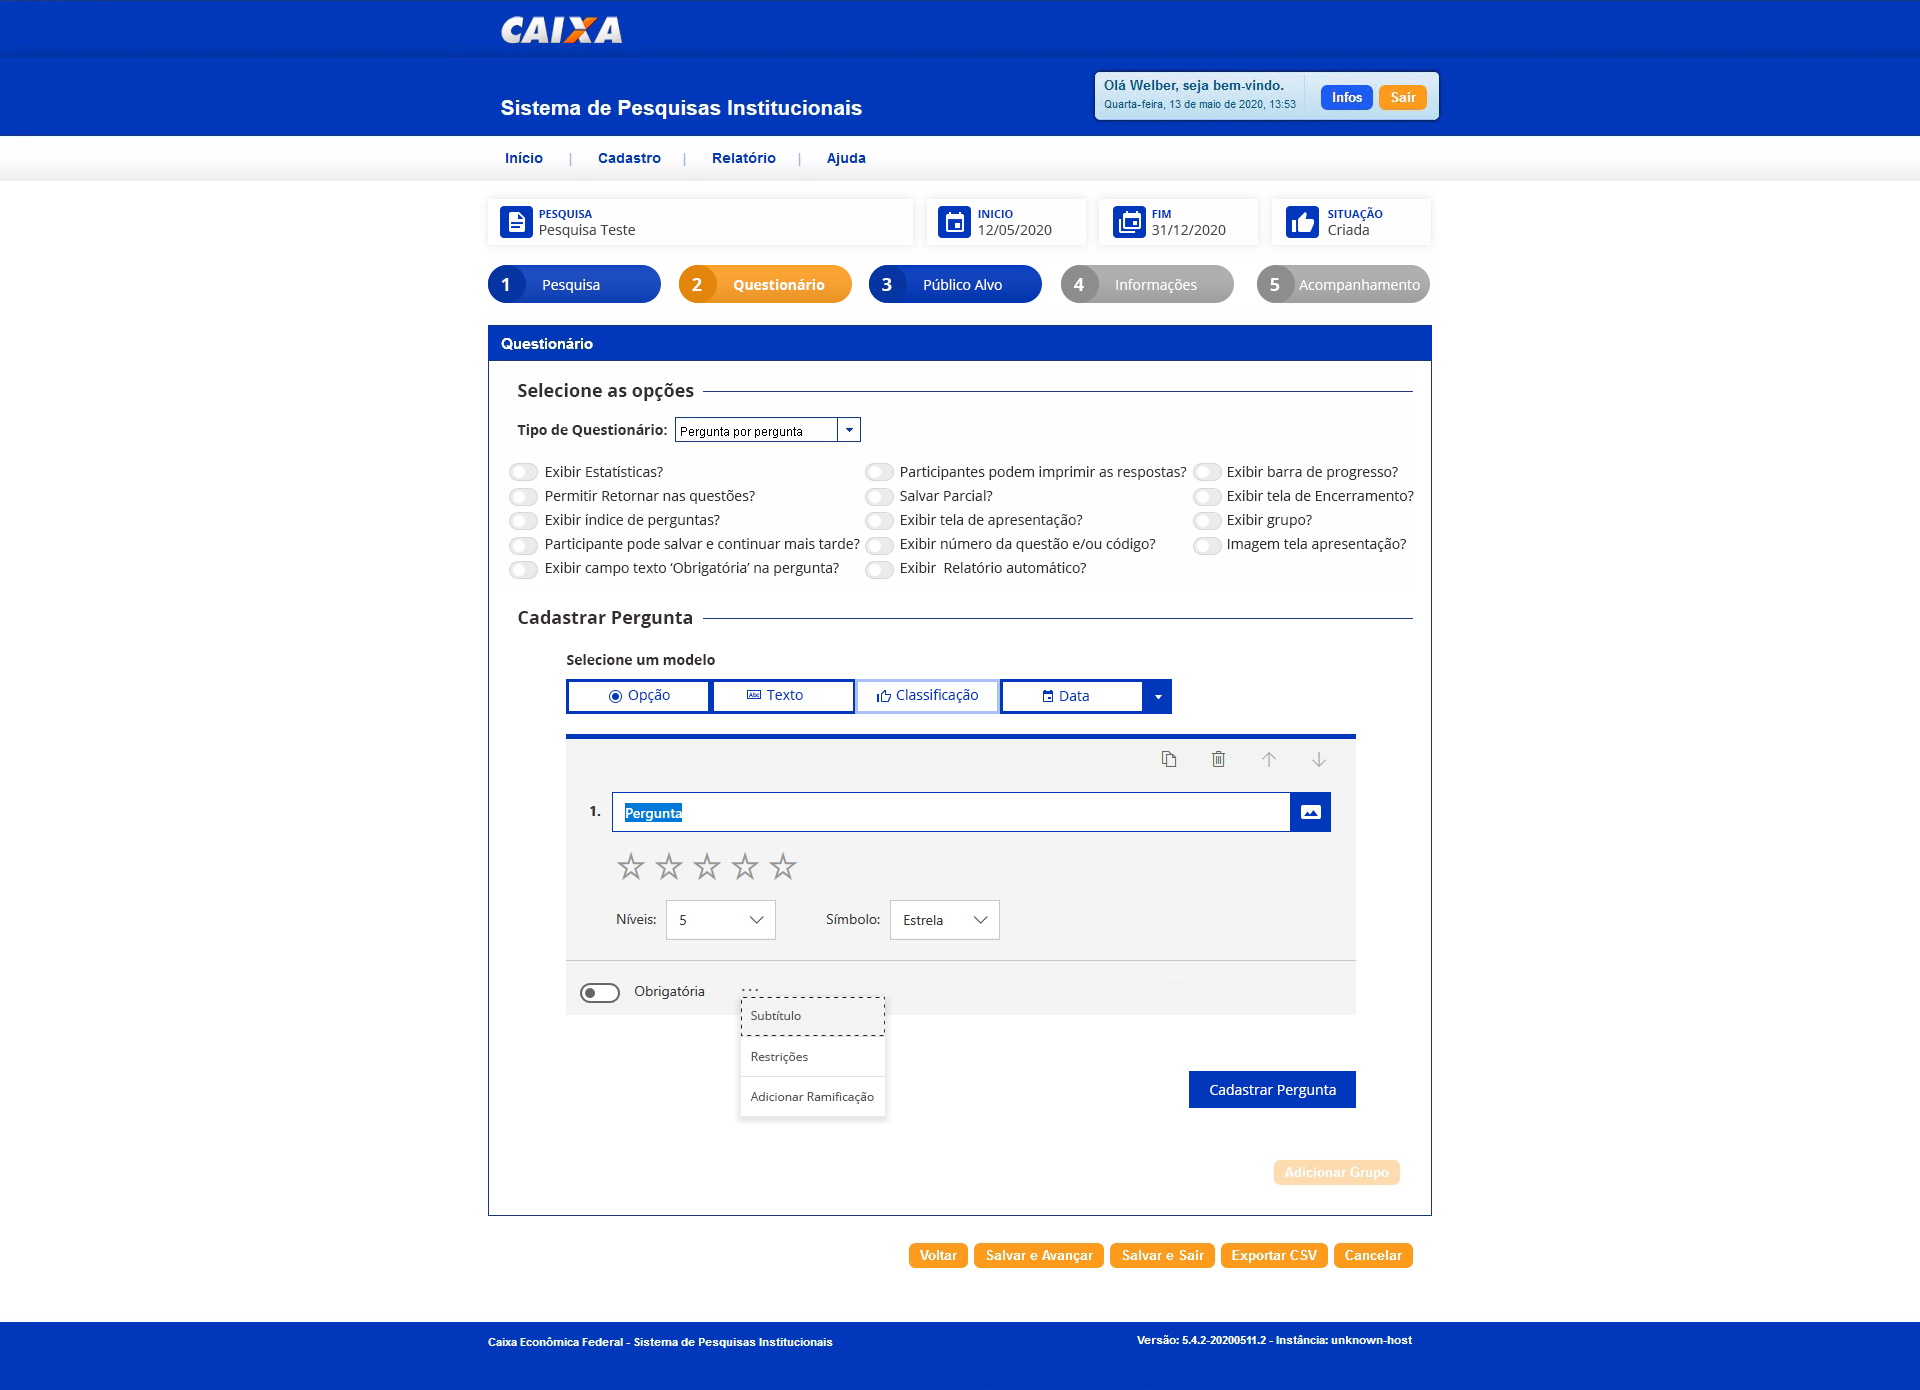 CAIXA
Sistema de Pesquisas Institucionais
Olá Welber, seja bem-vindo.
Quarta-feira, 13 de maio de 2020, 13:53
Infos
Sair
Início | Cadastro | Relatório | Ajuda
PESQUISA
Pesquisa Teste
INICIO
12/05/2020
FIM
31/12/2020
SITUAÇÃO
Criada
1 Pesquisa
2 Questionário
3 Público Alvo
4 Informações
5 Acompanhamento
Questionário
Selecione as opções
Tipo de Questionário: Pergunta por pergunta
Exibir Estatísticas?
Participantes podem imprimir as respostas?
Exibir barra de progresso?
Permitir Retornar nas questões?
Salvar Parcial?
Exibir tela de Encerramento?
Exibir índice de perguntas?
Exibir tela de apresentação?
Exibir grupo?
Participante pode salvar e continuar mais tarde?
Exibir número da questão e/ou código?
Imagem tela apresentação?
Exibir campo texto ‘Obrigatória’ na pergunta?
Exibir  Relatório automático?
Cadastrar Pergunta
Selecione um modelo
Opção
Abc Texto
Classificação
Data
1. Pergunta
Níveis: 5
Símbolo: Estrela
Obrigatória ...
Subtítulo
Restrições
Adicionar Ramificação
Cadastrar Pergunta
Adicionar Grupo
Voltar
Salvar e Avançar
Salvar e Sair
Exportar CSV
Cancelar
Caixa Econômica Federal - Sistema de Pesquisas Institucionais
Versão: 5.4.2-20200511.2 - Instância: unknown-host